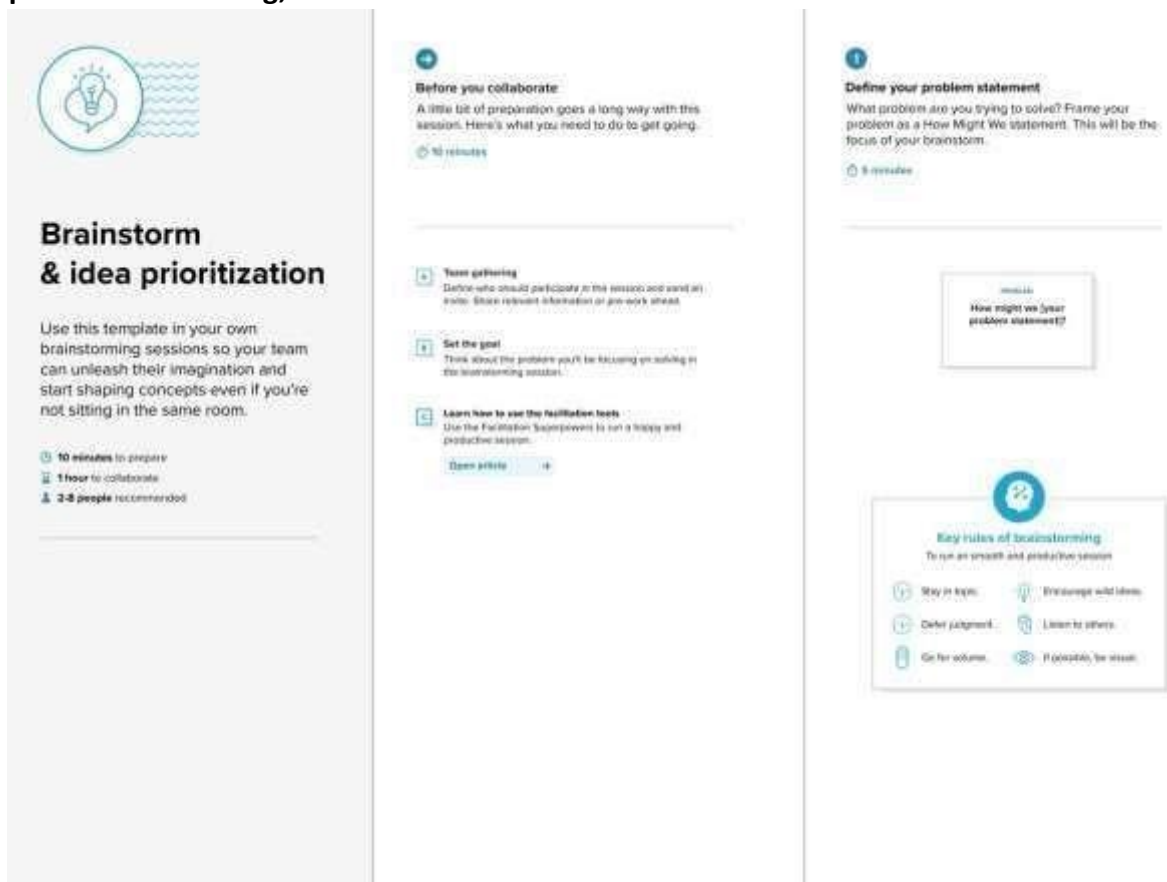 Brainstorm
& idea prioritization
Use this template in your own
brainstorming sessions so your team
can unleash their imagination and
start shaping concepts even if you're
not sitting in the same room.
10 minutes to prepare
1 hour to collaborate
2-8 people recommended
Before you collaborate
A little bit of preparation goes a long way with this
session. Here's what you need to do to get going.
10 minutes
A
Team gathering
Define who should participate in the session and send an
invite. Share relevant information or pre-work ahead.
B
Set the goal
Think about the problem you'll be focusing on solving in
the brainstorming session.
C
Learn how to use the facilitation tools
Use the Facilitation Superpowers to run a happy and
productive session.
Open article
1
Define your problem statement
What problem are you trying to solve? Frame your
problem as a How Might We statement. This will be the
focus of your brainstorm.
5 minutes
PROBLEM
How might we [your
problem statement]?
Key rules of brainstorming
To run an smooth and productive session
Stay in topic.
Encourage wild ideas.
Defer judgment.
Listen to others.
Go for volume.
If possible, be visual.